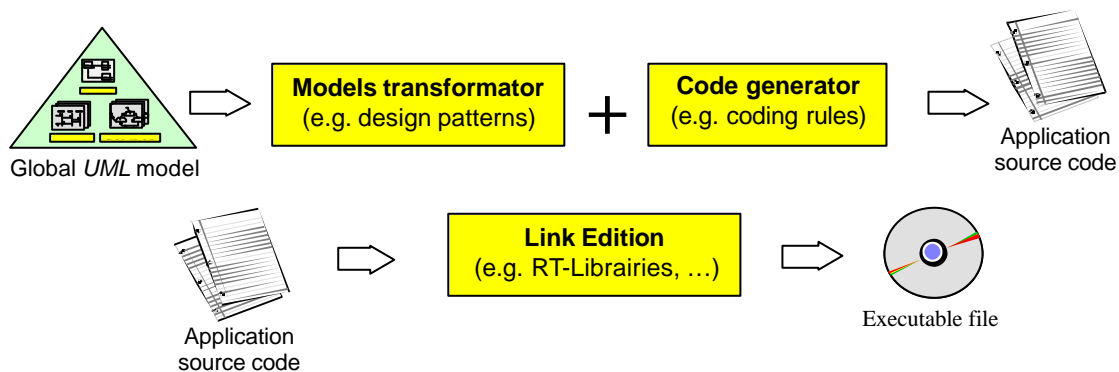 Models transformator
(e.g. design patterns)
+
Code generator
(e.g. coding rules)
Global UML model
Application
source code
Link Edition
(e.g. RT-Librairies, …)
Application
source code
Executable file